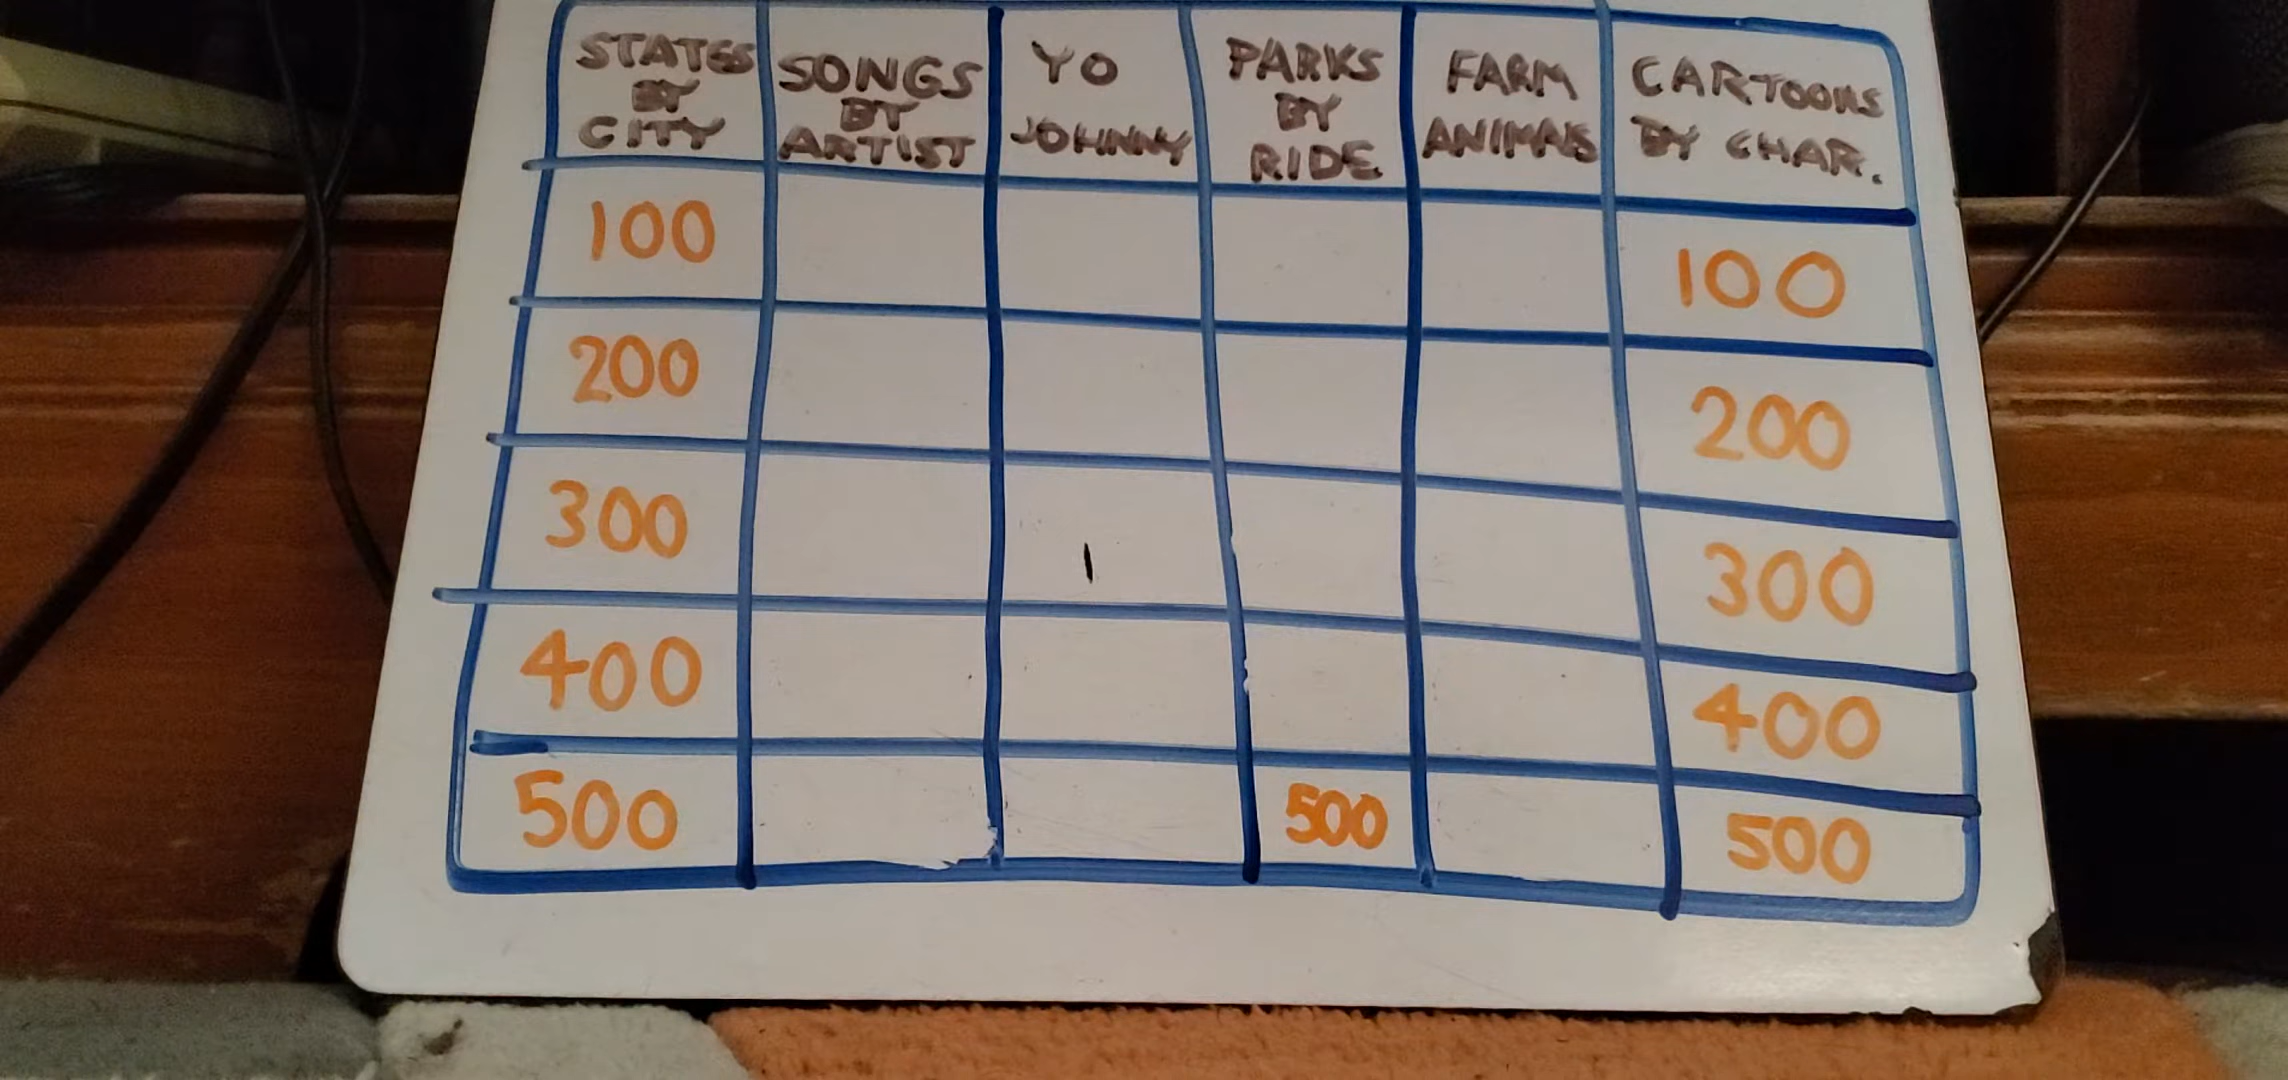 STATES
BY
CITY
SONGS
BY
ARTIST
YO
JOHNNY
PARKS
BY
RIDE
FARM
ANIMALS
CARTOONS
BY CHAR.
100
100
200
200
300
300
400
400
500
500
500